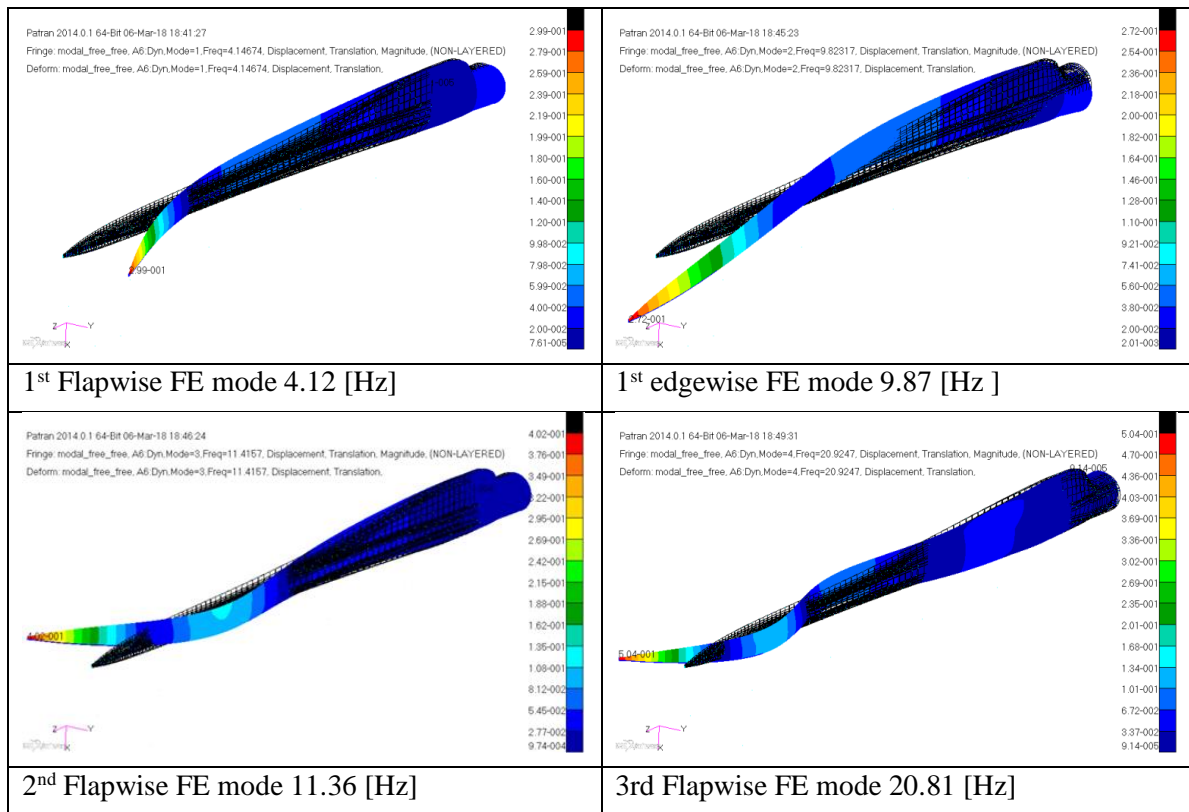 Patran 2014.0.1 64-Bit 06-Mar-18 18:41:27
Fringe: modal_free_free, A6:Dyn,Mode=1,Freq=4.14674, Displacement, Translation, Magnitude, (NON-LAYERED)
Deform: modal_free_free, A6:Dyn,Mode=1,Freq=4.14674, Displacement, Translation,
2.99-001
2.79-001
2.59-001
2.39-001
2.19-001
1.99-001
1.80-001
1.60-001
1.40-001
1.20-001
9.98-002
7.98-002
5.99-002
4.00-002
2.00-002
7.61-005
2.99-001
Z Y
X
1st Flapwise FE mode 4.12 [Hz]
Patran 2014.0.1 64-Bit 06-Mar-18 18:45:23
Fringe: modal_free_free, A6:Dyn,Mode=2,Freq=9.82317, Displacement, Translation, Magnitude, (NON-LAYERED)
Deform: modal_free_free, A6:Dyn,Mode=2,Freq=9.82317, Displacement, Translation,
2.72-001
2.54-001
2.36-001
2.18-001
2.00-001
1.82-001
1.64-001
1.46-001
1.28-001
1.10-001
9.21-002
7.41-002
5.60-002
3.80-002
2.00-002
2.01-003
2.72-001
Z Y
X
1st edgewise FE mode 9.87 [Hz ]
Patran 2014.0.1 64-Bit 06-Mar-18 18:46:24
Fringe: modal_free_free, A6:Dyn,Mode=3,Freq=11.4157, Displacement, Translation, Magnitude, (NON-LAYERED)
Deform: modal_free_free, A6:Dyn,Mode=3,Freq=11.4157, Displacement, Translation,
4.02-001
3.76-001
3.49-001
3.22-001
2.95-001
2.69-001
2.42-001
2.15-001
1.88-001
1.62-001
1.35-001
1.08-001
8.12-002
5.45-002
2.77-002
9.74-004
4.02-001
Z Y
X
2nd Flapwise FE mode 11.36 [Hz]
Patran 2014.0.1 64-Bit 06-Mar-18 18:49:31
Fringe: modal_free_free, A6:Dyn,Mode=4,Freq=20.9247, Displacement, Translation, Magnitude, (NON-LAYERED)
Deform: modal_free_free, A6:Dyn,Mode=4,Freq=20.9247, Displacement, Translation,
9.14-005
5.04-001
4.70-001
4.36-001
4.03-001
3.69-001
3.36-001
3.02-001
2.69-001
2.35-001
2.01-001
1.68-001
1.34-001
1.01-001
6.72-002
3.37-002
9.14-005
5.04-001
Z Y
X
3rd Flapwise FE mode 20.81 [Hz]